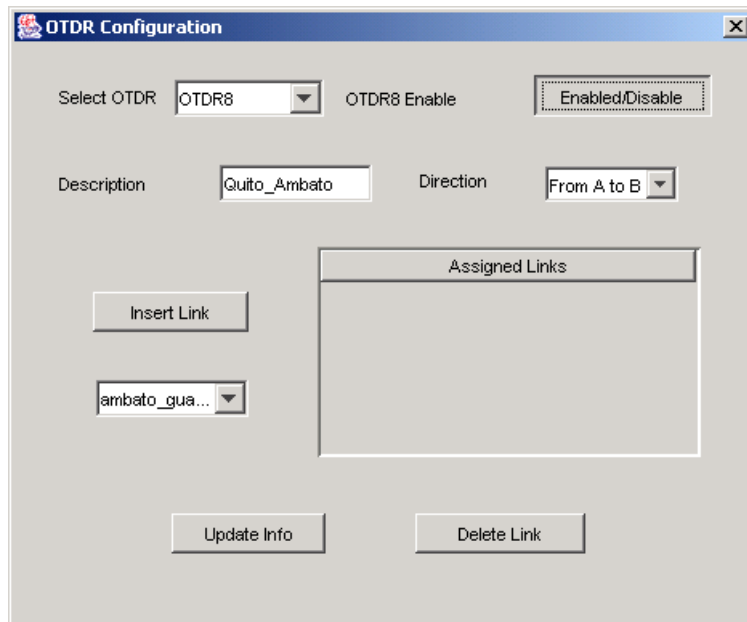 OTDR Configuration
Select OTDR OTDR8 OTDR8 Enable Enabled/Disable
Description Quito_Ambato Direction From A to B
Assigned Links
Insert Link
ambato_gua...
Update Info Delete Link